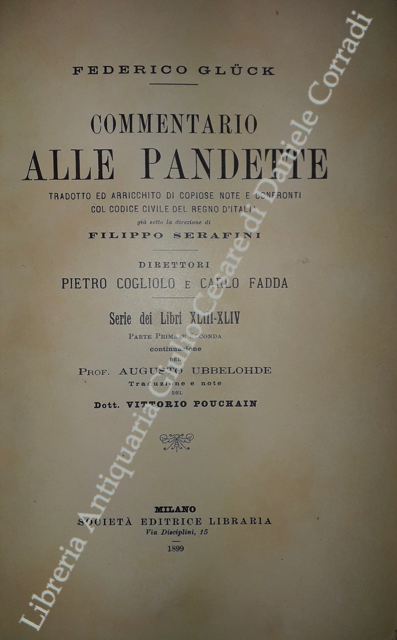 FEDERICO GLÜCK
COMMENTARIO
ALLE PANDETTE
TRADOTTO ED ARRICCHITO DI COPIOSE NOTE E CONFRONTI
COL CODICE CIVILE DEL REGNO D'ITALI
già sotto la direzione di
FILIPPO SERAFINI
DIRETTORI
PIETRO COGLIOLO E CARLO FADDA
Serie dei Libri XLIII-XLIV
PARTE PRIMA E CONDA
continuazione
DEL
PROF. AUGUSTO UBBELOHDE
Traduzione e note
DEL
Dott. VITTORIO POUCHAIN
MILANO
SOCIETÀ EDITRICE LIBRARIA
Via Disciplini, 15
1899
Libreria Antiquaria Giulio Cesare di Daniele Corradi